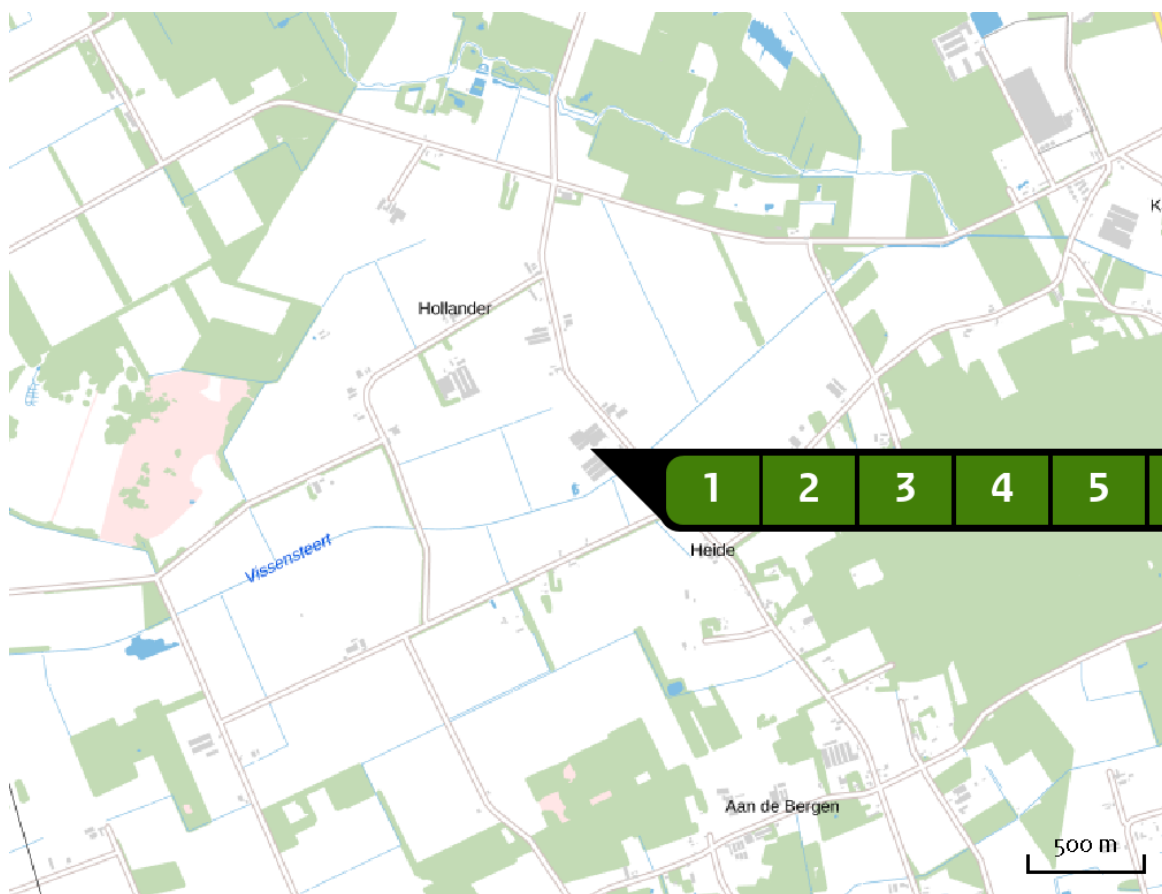 K
Hollander
1 2 3 4 5
Heide
Vissensteert
Aan de Bergen
500 m